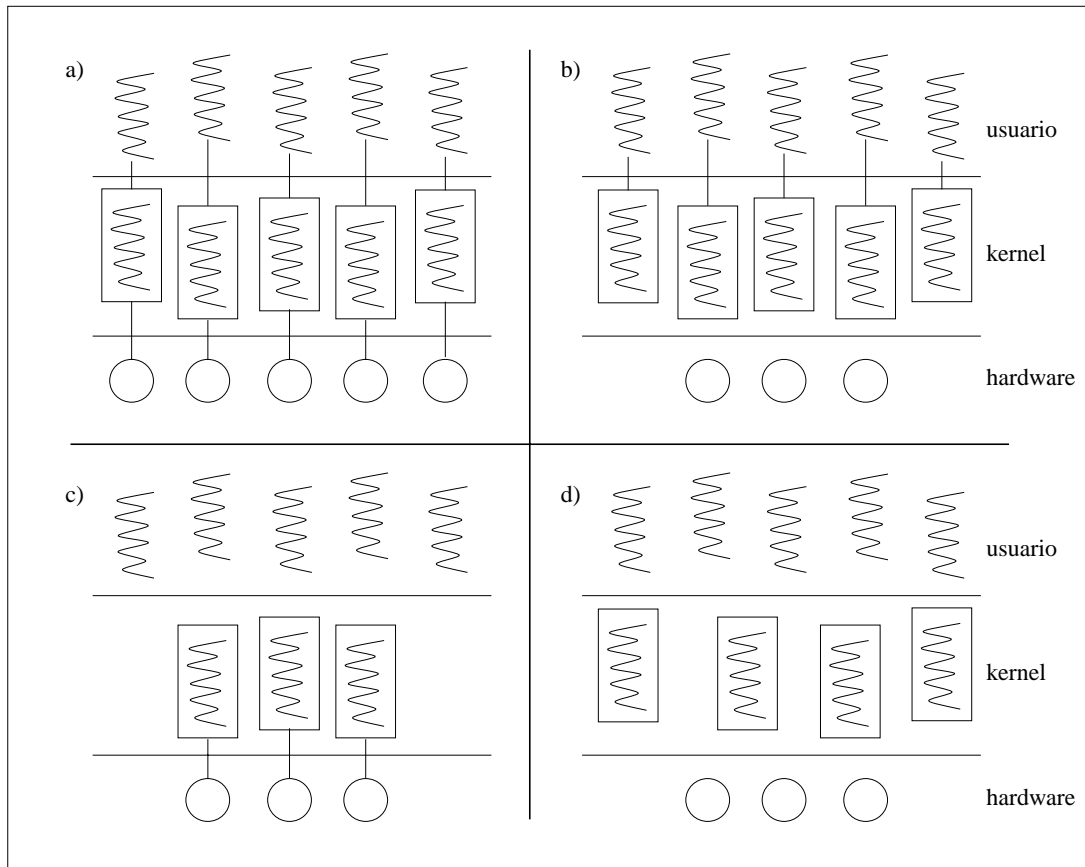 a)
b)
usuario
kernel
hardware
c)
d)
usuario
kernel
hardware